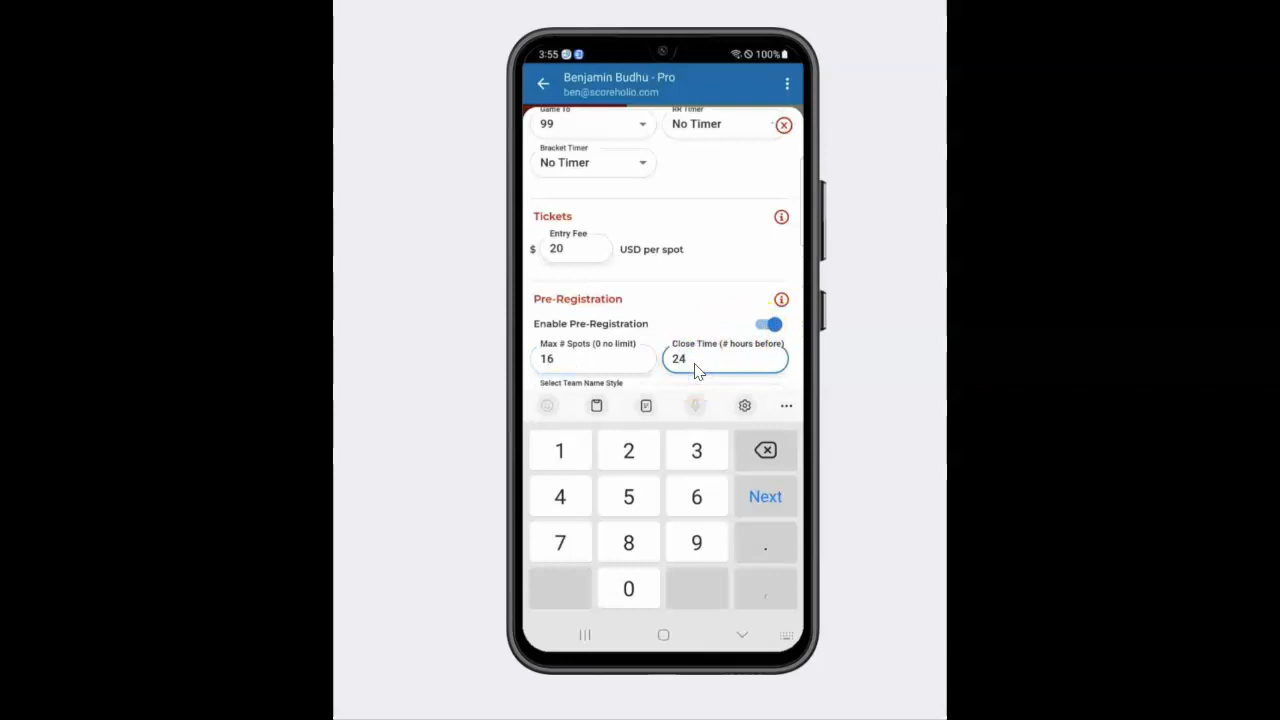 3:55 100%
Benjamin Budhu - Pro
ben@scoreholio.com
Game To RR Timer
99 No Timer
Bracket Timer
No Timer
Tickets
Entry Fee
$ 20 USD per spot
Pre-Registration
Enable Pre-Registration
Max # Spots (0 no limit) Close Time (# hours before)
16 24
Select Team Name Style
1 2 3
4 5 6 Next
7 8 9 .
0 ,